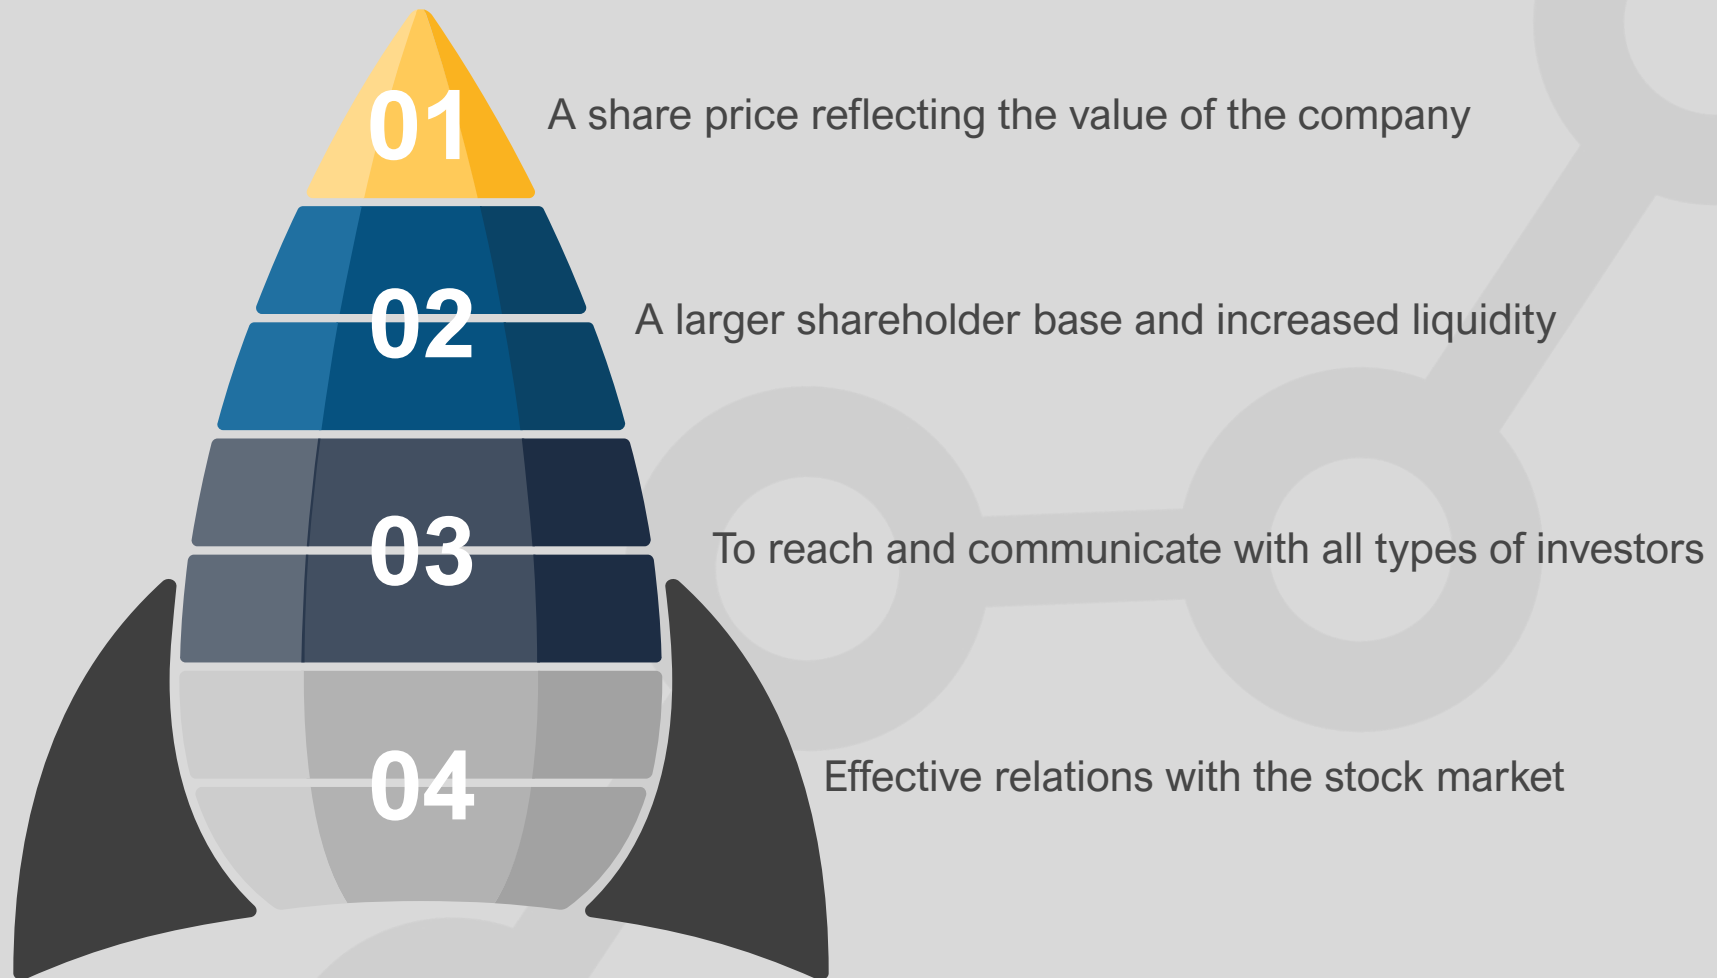 01
A share price reflecting the value of the company
02
A larger shareholder base and increased liquidity
03
To reach and communicate with all types of investors
04
Effective relations with the stock market